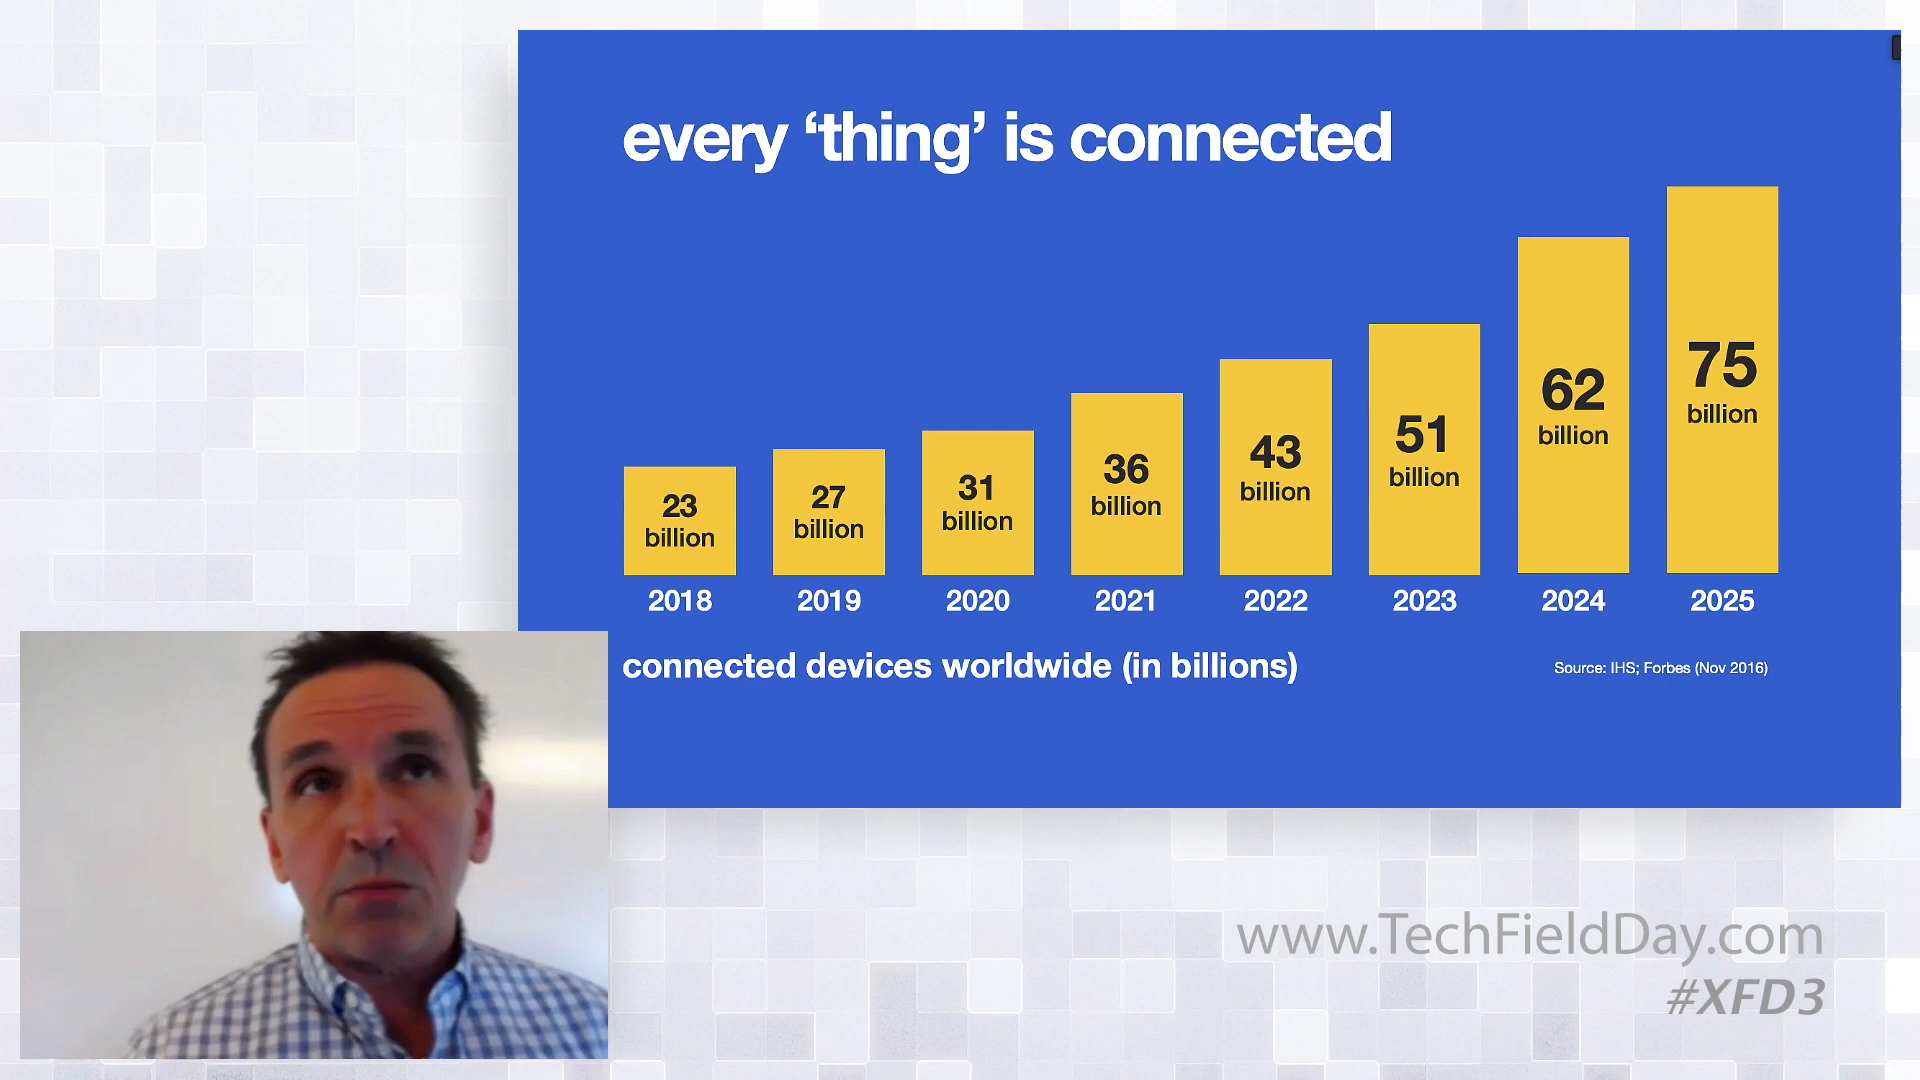 every ‘thing’ is connected
23
billion
27
billion
31
billion
36
billion
43
billion
51
billion
62
billion
75
billion
2018 2019 2020 2021 2022 2023 2024 2025
connected devices worldwide (in billions)
Source: IHS; Forbes (Nov 2016)
www.TechFieldDay.com
#XFD3